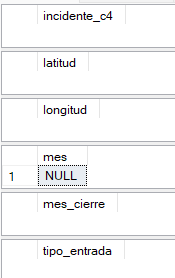 incidente_c4
latitud
longitud
mes
1 NULL
mes_cierre
tipo_entrada